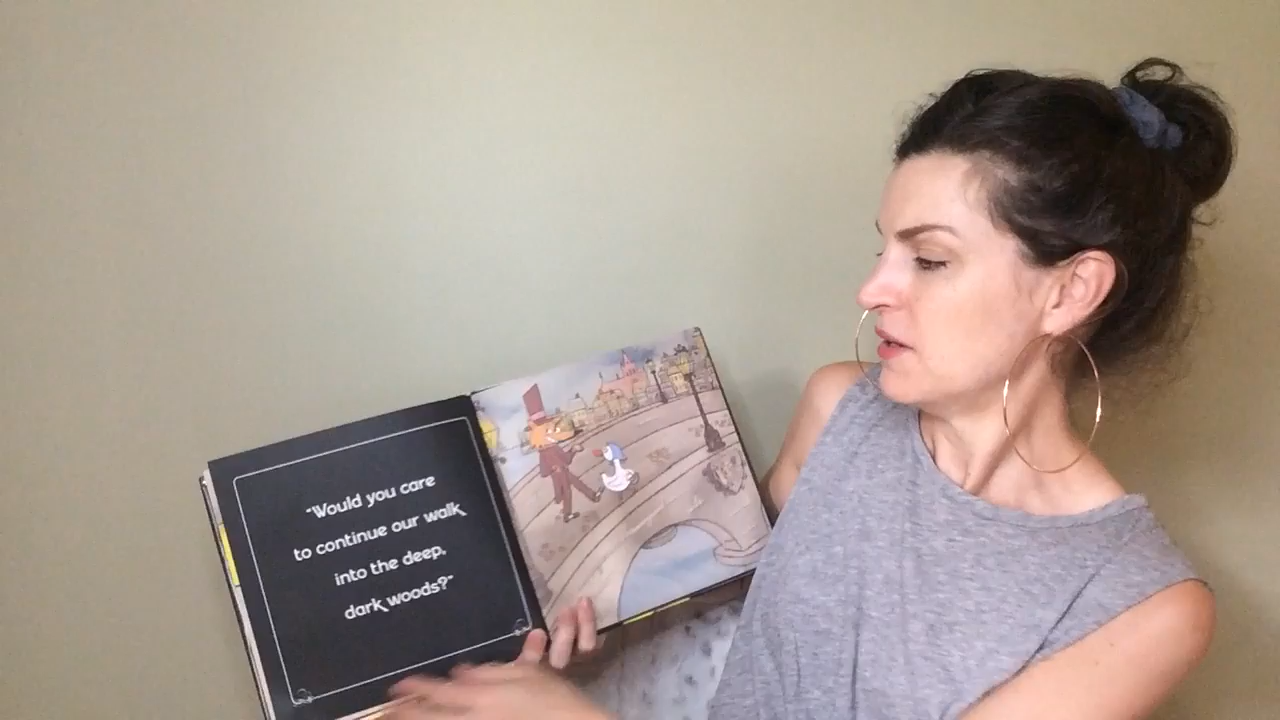 "Would you care
to continue our walk
into the deep,
dark woods?"